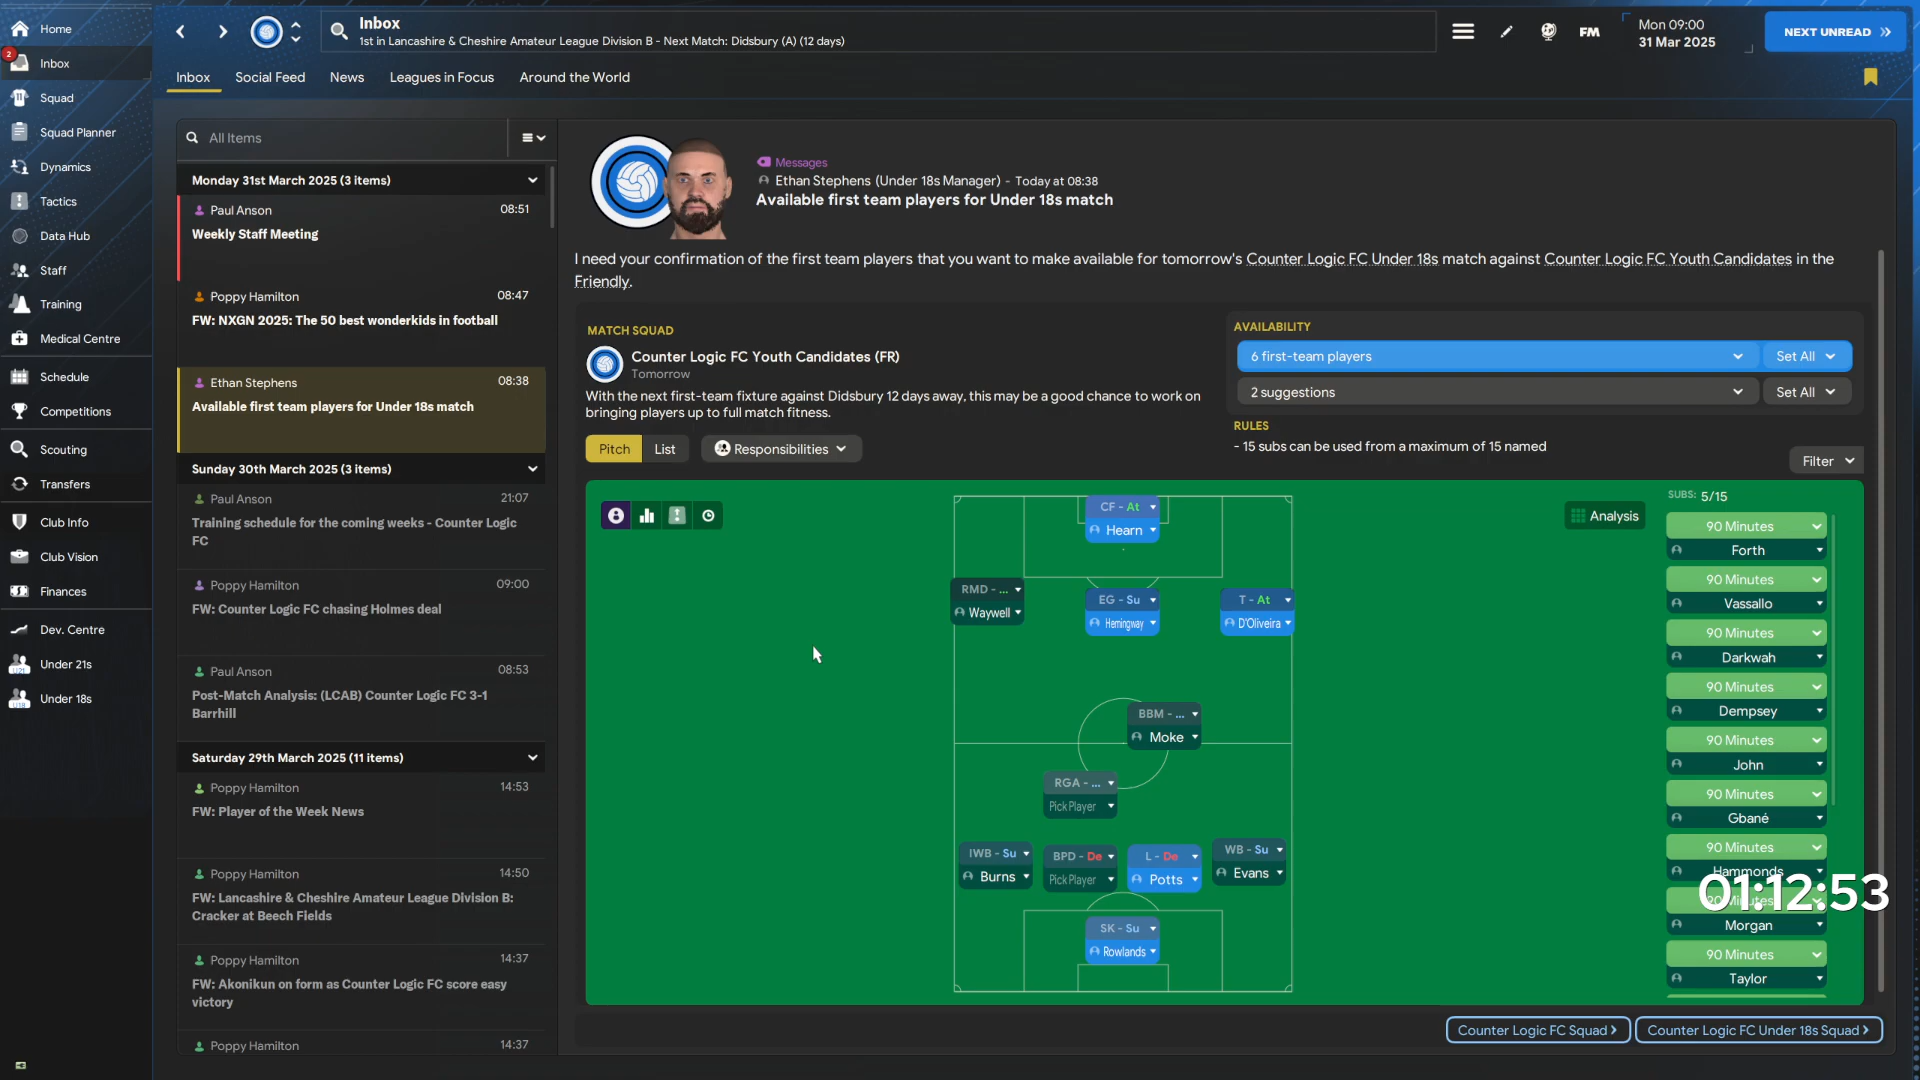 Home
2
Inbox
Squad
Squad Planner
Dynamics
Tactics
Data Hub
Staff
Training
Medical Centre
Schedule
Competitions
Scouting
Transfers
Club Info
Club Vision
Finances
Dev. Centre
Under 21s
Under 18s
Inbox
1st in Lancashire & Cheshire Amateur League Division B - Next Match: Didsbury (A) (12 days)
FM
Mon 09:00
31 Mar 2025
NEXT UNREAD
Inbox
Social Feed
News
Leagues in Focus
Around the World
All Items
Monday 31st March 2025 (3 items)
Paul Anson 08:51
Weekly Staff Meeting
Poppy Hamilton 08:47
FW: NXGN 2025: The 50 best wonderkids in football
Ethan Stephens 08:38
Available first team players for Under 18s match
Sunday 30th March 2025 (3 items)
Paul Anson 21:07
Training schedule for the coming weeks - Counter Logic
FC
Poppy Hamilton 09:00
FW: Counter Logic FC chasing Holmes deal
Paul Anson 08:53
Post-Match Analysis: (LCAB) Counter Logic FC 3-1
Barrhill
Saturday 29th March 2025 (11 items)
Poppy Hamilton 14:53
FW: Player of the Week News
Poppy Hamilton 14:50
FW: Lancashire & Cheshire Amateur League Division B:
Cracker at Beech Fields
Poppy Hamilton 14:37
FW: Akonikun on form as Counter Logic FC score easy
victory
Poppy Hamilton 14:37
Messages
Ethan Stephens (Under 18s Manager) - Today at 08:38
Available first team players for Under 18s match
I need your confirmation of the first team players that you want to make available for tomorrow's Counter Logic FC Under 18s match against Counter Logic FC Youth Candidates in the
Friendly.
MATCH SQUAD
Counter Logic FC Youth Candidates (FR)
Tomorrow
With the next first-team fixture against Didsbury 12 days away, this may be a good chance to work on
bringing players up to full match fitness.
Pitch
List
Responsibilities
AVAILABILITY
6 first-team players
Set All
2 suggestions
Set All
RULES
- 15 subs can be used from a maximum of 15 named
Filter
Analysis
CF - At
Hearn
RMD - ...
Waywell
EG - Su
Hemingway
T - At
D'Oliveira
BBM - ...
Moke
RGA - ...
Pick Player
IWB - Su
Burns
BPD - De
Pick Player
L - De
Potts
WB - Su
Evans
SK - Su
Rowlands
SUBS: 5/15
90 Minutes
Forth
90 Minutes
Vassallo
90 Minutes
Darkwah
90 Minutes
Dempsey
90 Minutes
John
90 Minutes
Gbané
90 Minutes
Hammonds
01:12:53
90 Minutes
Morgan
90 Minutes
Taylor
Counter Logic FC Squad >
Counter Logic FC Under 18s Squad >